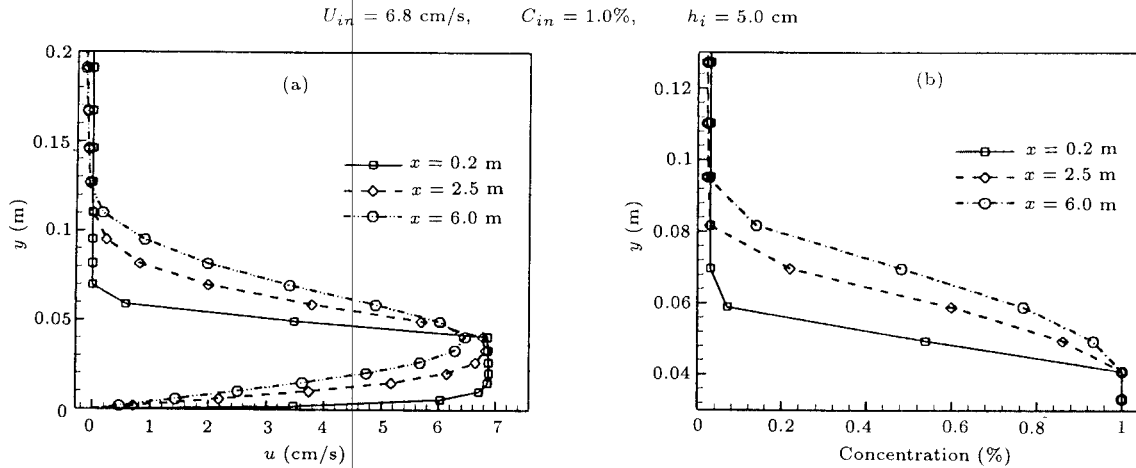 U_in = 6.8 cm/s, C_in = 1.0%, h_i = 5.0 cm
(a)
0.2
0.15
0.1
0.05
0
y (m)
x = 0.2 m
x = 2.5 m
x = 6.0 m
0 1 2 3 4 5 6 7
u (cm/s)
(b)
0.12
0.1
0.08
0.06
0.04
y (m)
x = 0.2 m
x = 2.5 m
x = 6.0 m
0 0.2 0.4 0.6 0.8 1
Concentration (%)